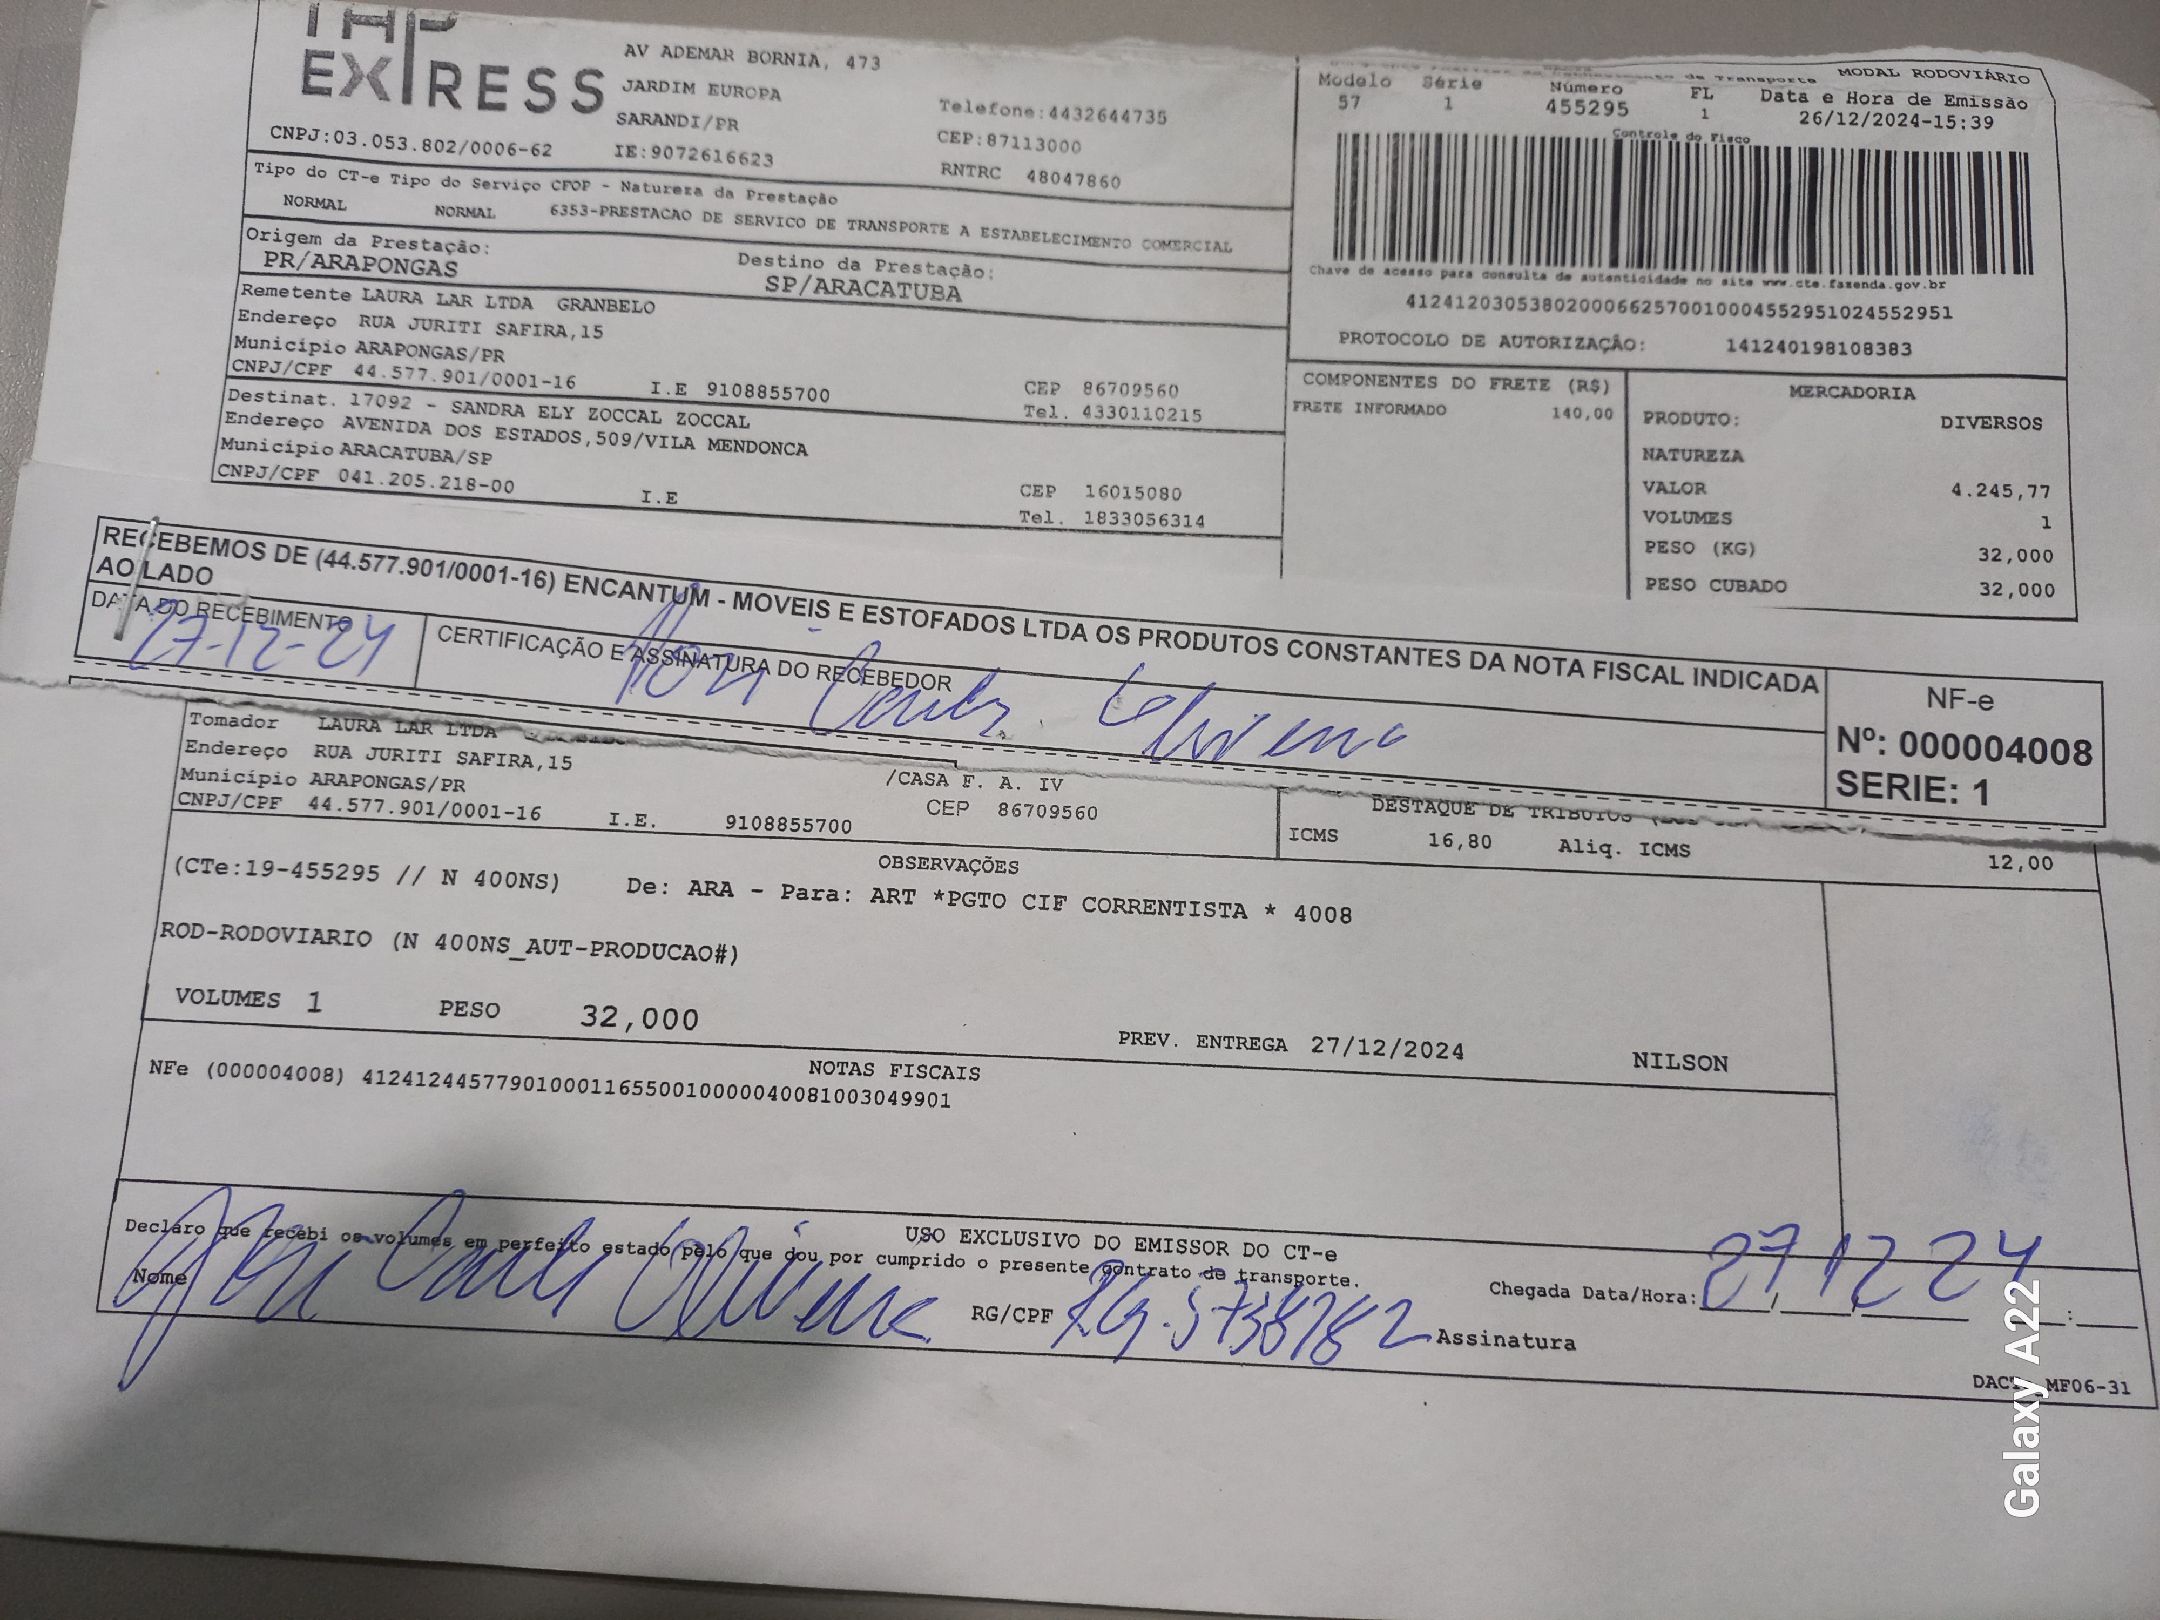 THP
EXPRESS
AV ADEMAR BORNIA, 473
JARDIM EUROPA
SARANDI/PR
Telefone:4432644735
CEP:87113000
CNPJ:03.053.802/0006-62 IE:9072616623 RNTRC 48047860
Tipo do CT-e Tipo do Serviço CFOP - Natureza da Prestação
NORMAL NORMAL 6353-PRESTACAO DE SERVICO DE TRANSPORTE A ESTABELECIMENTO COMERCIAL
Origem da Prestação: Destino da Prestação:
PR/ARAPONGAS SP/ARACATUBA
Remetente LAURA LAR LTDA GRANBELO
Endereço RUA JURITI SAFIRA,15
Município ARAPONGAS/PR CEP 86709560
CNPJ/CPF 44.577.901/0001-16 I.E 9108855700 Tel. 4330110215
Destinat. 17092 - SANDRA ELY ZOCCAL ZOCCAL
Endereço AVENIDA DOS ESTADOS,509/VILA MENDONCA
Município ARACATUBA/SP CEP 16015080
CNPJ/CPF 041.205.218-00 I.E Tel. 1833056314
de Transporte MODAL RODOVIÁRIO
Modelo Série Número FL Data e Hora de Emissão
57 1 455295 1 26/12/2024-15:39
Controle do Fisco
Chave de acesso para consulta de autenticidade no site www.cte.fazenda.gov.br
41241203053802000662570010004552951024552951
PROTOCOLO DE AUTORIZAÇÃO: 141240198108383
COMPONENTES DO FRETE (R$)
FRETE INFORMADO 140,00
MERCADORIA
PRODUTO: DIVERSOS
NATUREZA
VALOR 4.245,77
VOLUMES 1
PESO (KG) 32,000
PESO CUBADO 32,000
RECEBEMOS DE (44.577.901/0001-16) ENCANTUM - MOVEIS E ESTOFADOS LTDA OS PRODUTOS CONSTANTES DA NOTA FISCAL INDICADA
AO LADO
DATA DO RECEBIMENTO CERTIFICAÇÃO E ASSINATURA DO RECEBEDOR
27-12-24
NF-e
Nº: 000004008
SERIE: 1
Tomador LAURA LAR LTDA
Endereço RUA JURITI SAFIRA,15 /CASA F. A. IV
Município ARAPONGAS/PR CEP 86709560
CNPJ/CPF 44.577.901/0001-16 I.E. 9108855700
DESTAQUE DE TRIBUTOS
ICMS 16,80 Aliq. ICMS 12,00
OBSERVAÇÕES
(CTe:19-455295 // N 400NS) De: ARA - Para: ART *PGTO CIF CORRENTISTA * 4008
ROD-RODOVIARIO (N 400NS_AUT-PRODUCAO#)
VOLUMES 1 PESO 32,000 PREV. ENTREGA 27/12/2024 NILSON
NOTAS FISCAIS
NFe (000004008) 41241244577901000116550010000040081003049901
USO EXCLUSIVO DO EMISSOR DO CT-e
Declaro que recebi os volumes em perfeito estado pelo que dou por cumprido o presente contrato de transporte.
Nome RG/CPF RG.5738782 Assinatura
Chegada Data/Hora: 27 12 24
MF06-31
Galaxy A22